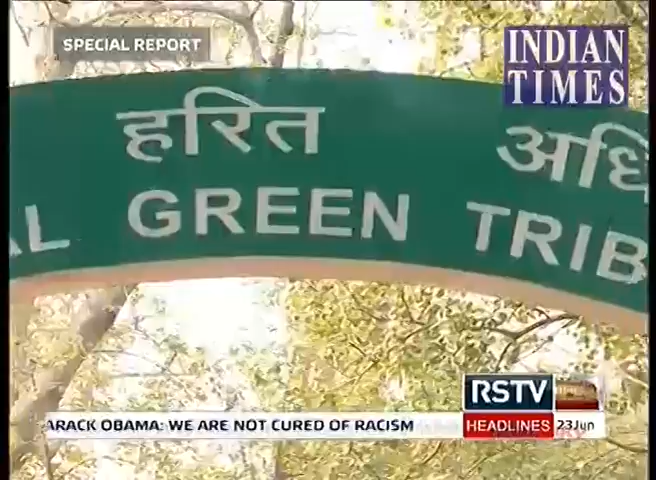 SPECIAL REPORT
INDIAN TIMES
हरित अधि
AL GREEN TRIB
RSTV
ARACK OBAMA: WE ARE NOT CURED OF RACISM HEADLINES 23Jun